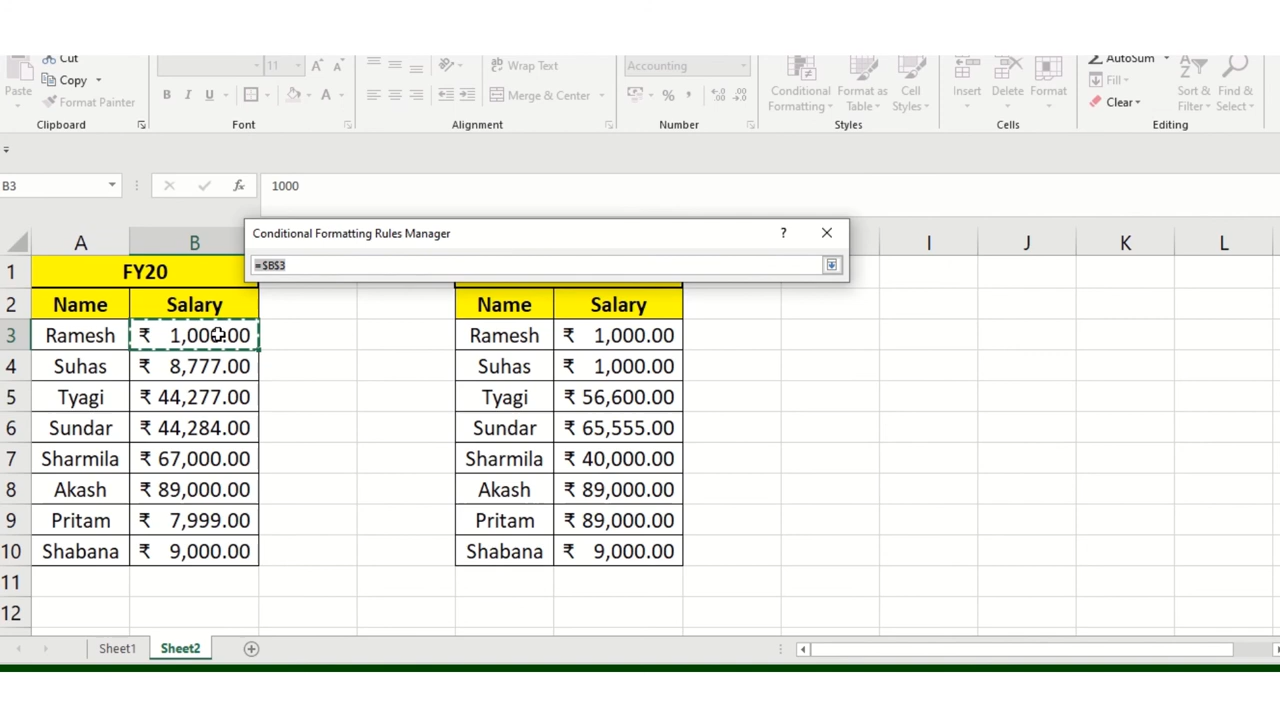 Cut
Copy
Format Painter
Paste
Clipboard
11
A A
B I U
A
Font
ab Wrap Text
Merge & Center
Alignment
Accounting
%
Number
Conditional Formatting
Format as Table
Cell Styles
Styles
Insert
Delete
Format
Cells
AutoSum
Fill
Clear
Sort & Filter
Find & Select
Editing
B3
fx
1000
Conditional Formatting Rules Manager
?
=$B$3
A B I J K L
1 FY20
2 Name Salary Name Salary
3 Ramesh ₹ 1,000.00 Ramesh ₹ 1,000.00
4 Suhas ₹ 8,777.00 Suhas ₹ 1,000.00
5 Tyagi ₹ 44,277.00 Tyagi ₹ 56,600.00
6 Sundar ₹ 44,284.00 Sundar ₹ 65,555.00
7 Sharmila ₹ 67,000.00 Sharmila ₹ 40,000.00
8 Akash ₹ 89,000.00 Akash ₹ 89,000.00
9 Pritam ₹ 7,999.00 Pritam ₹ 89,000.00
10 Shabana ₹ 9,000.00 Shabana ₹ 9,000.00
11
12
Sheet1 Sheet2